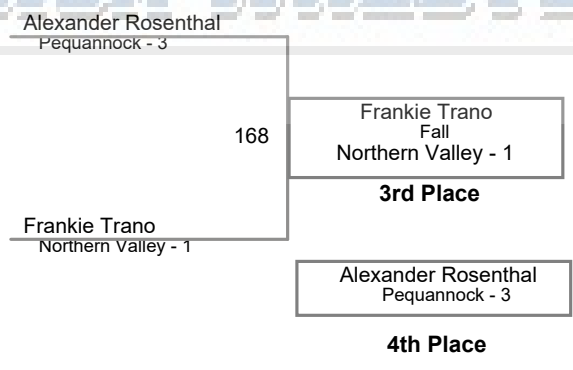 Alexander Rosenthal
Pequannock - 3
168
Frankie Trano
Fall
Northern Valley - 1
3rd Place
Frankie Trano
Northern Valley - 1
Alexander Rosenthal
Pequannock - 3
4th Place